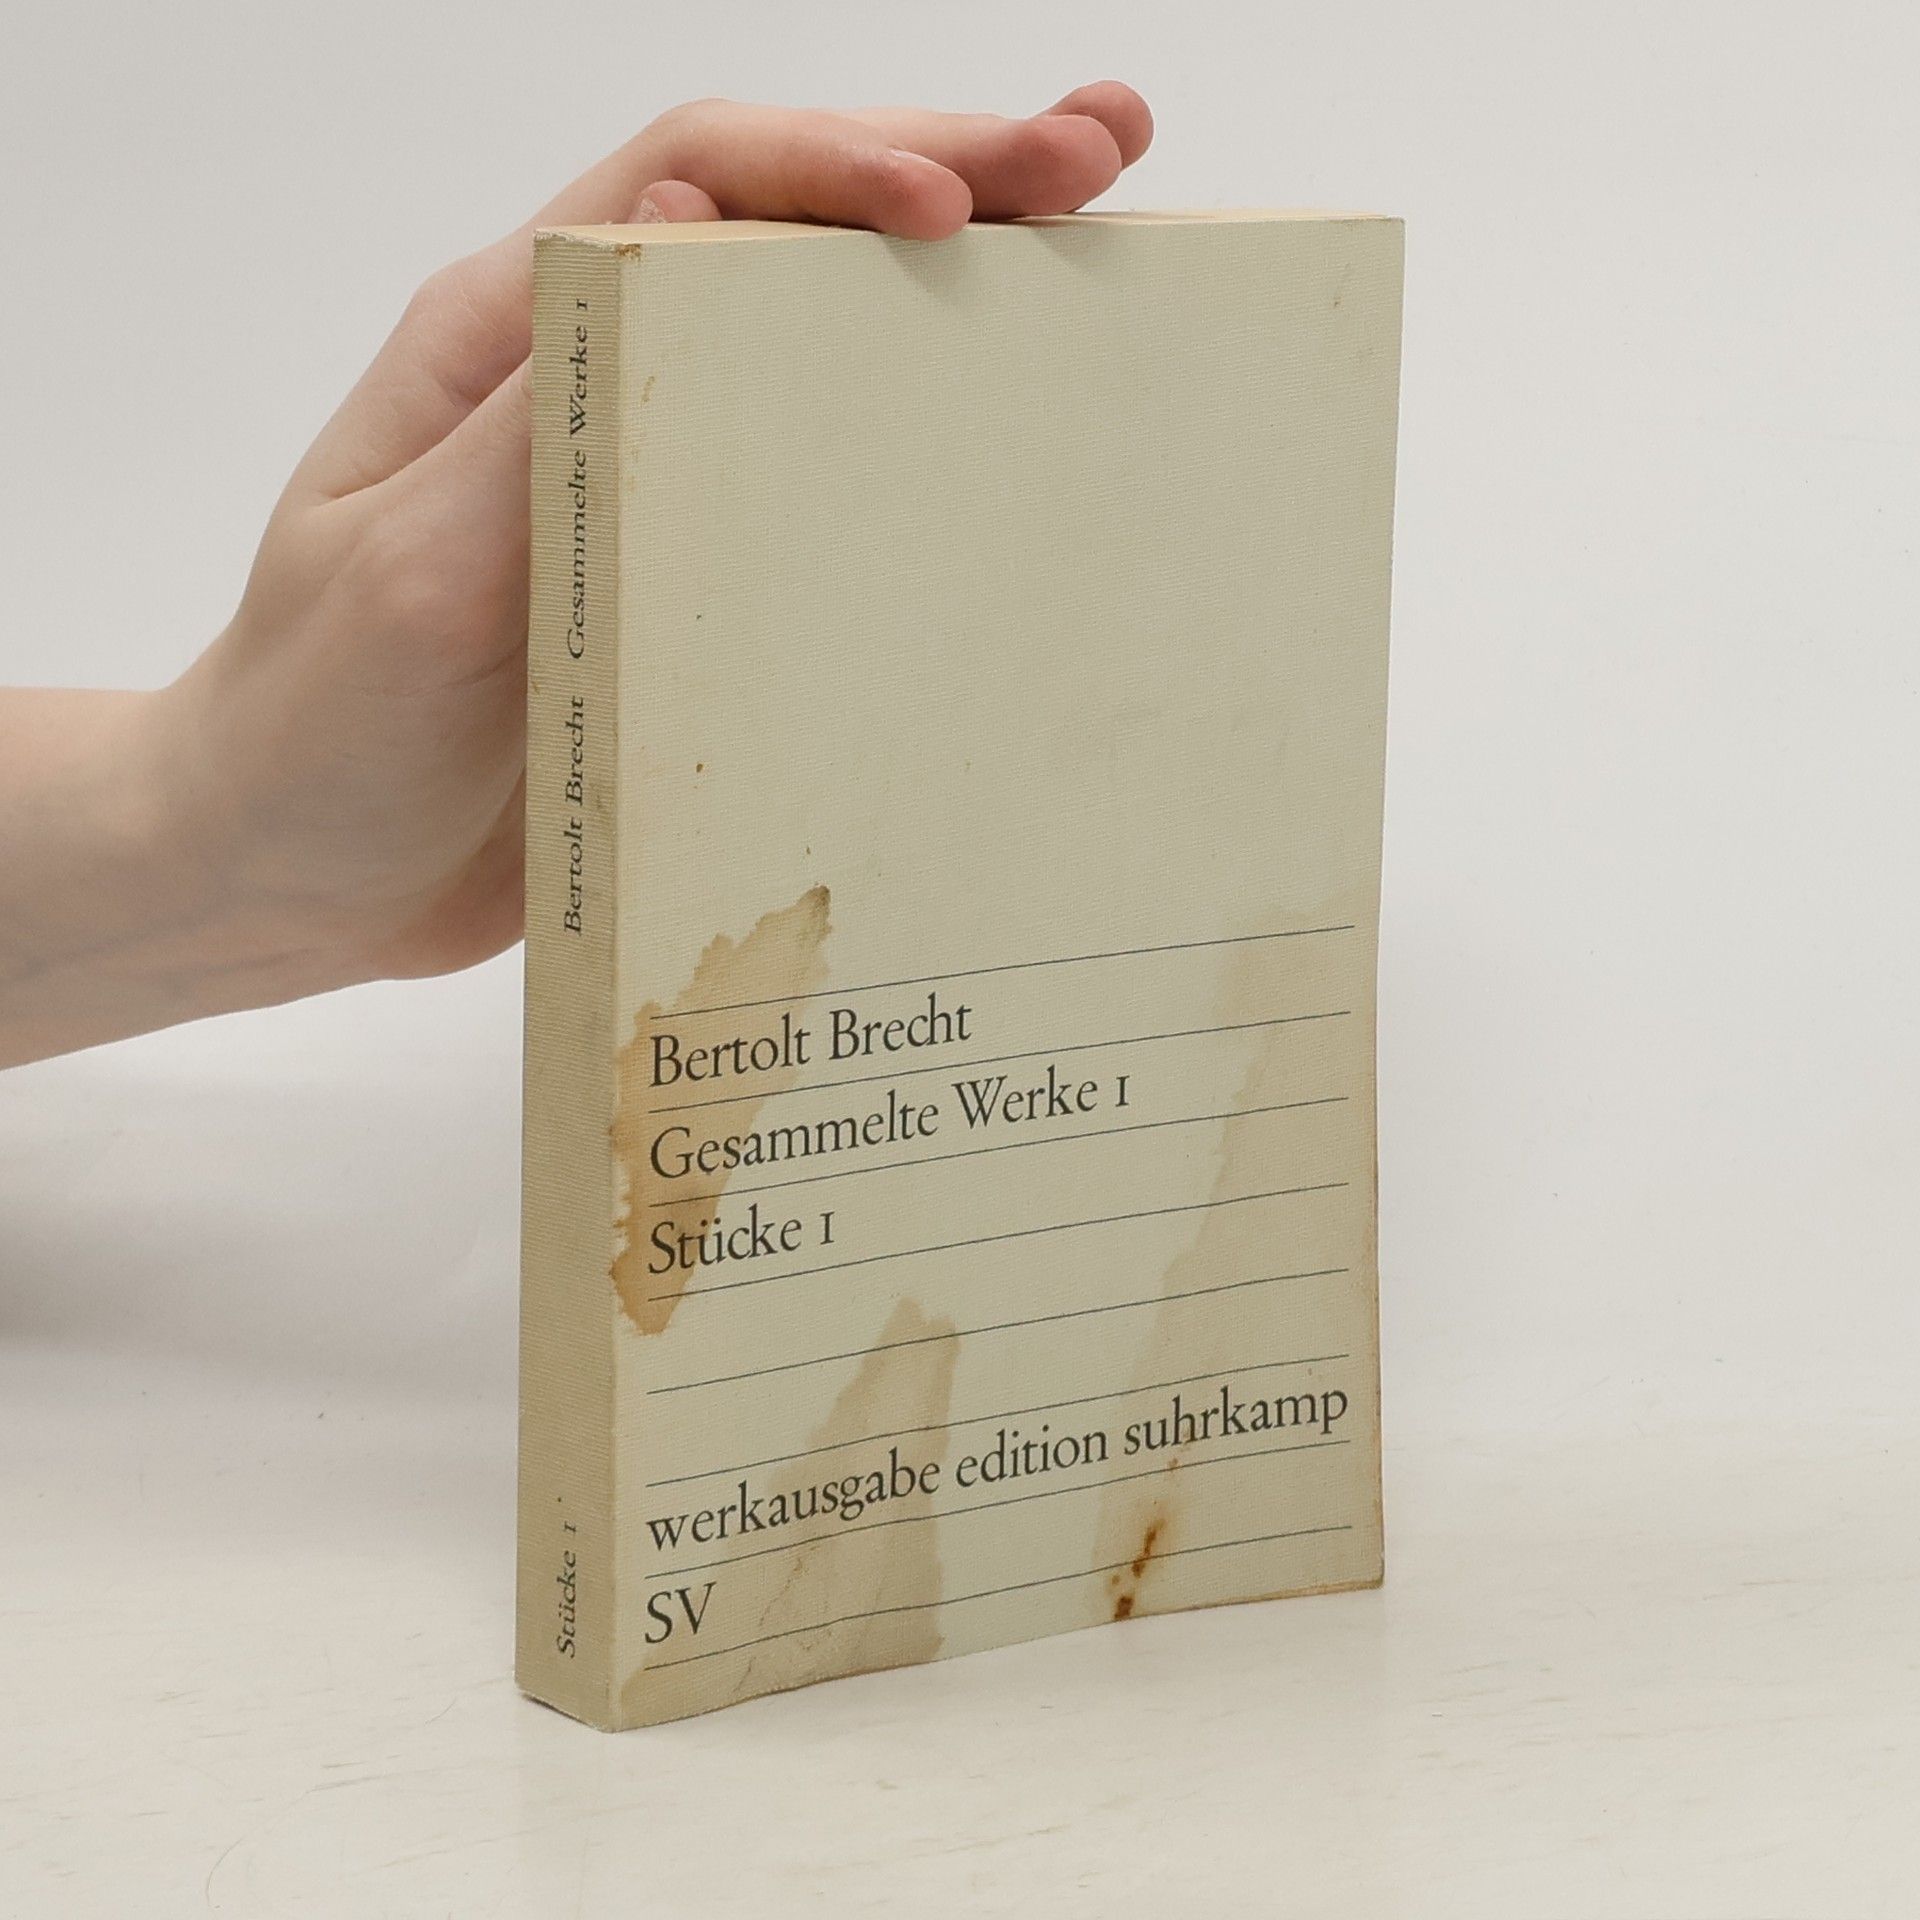 Bertolt Brecht Gesammelte Werke 1
Stücke 1
Bertolt Brecht
Gesammelte Werke 1
Stücke 1
werkausgabe edition suhrkamp
SV